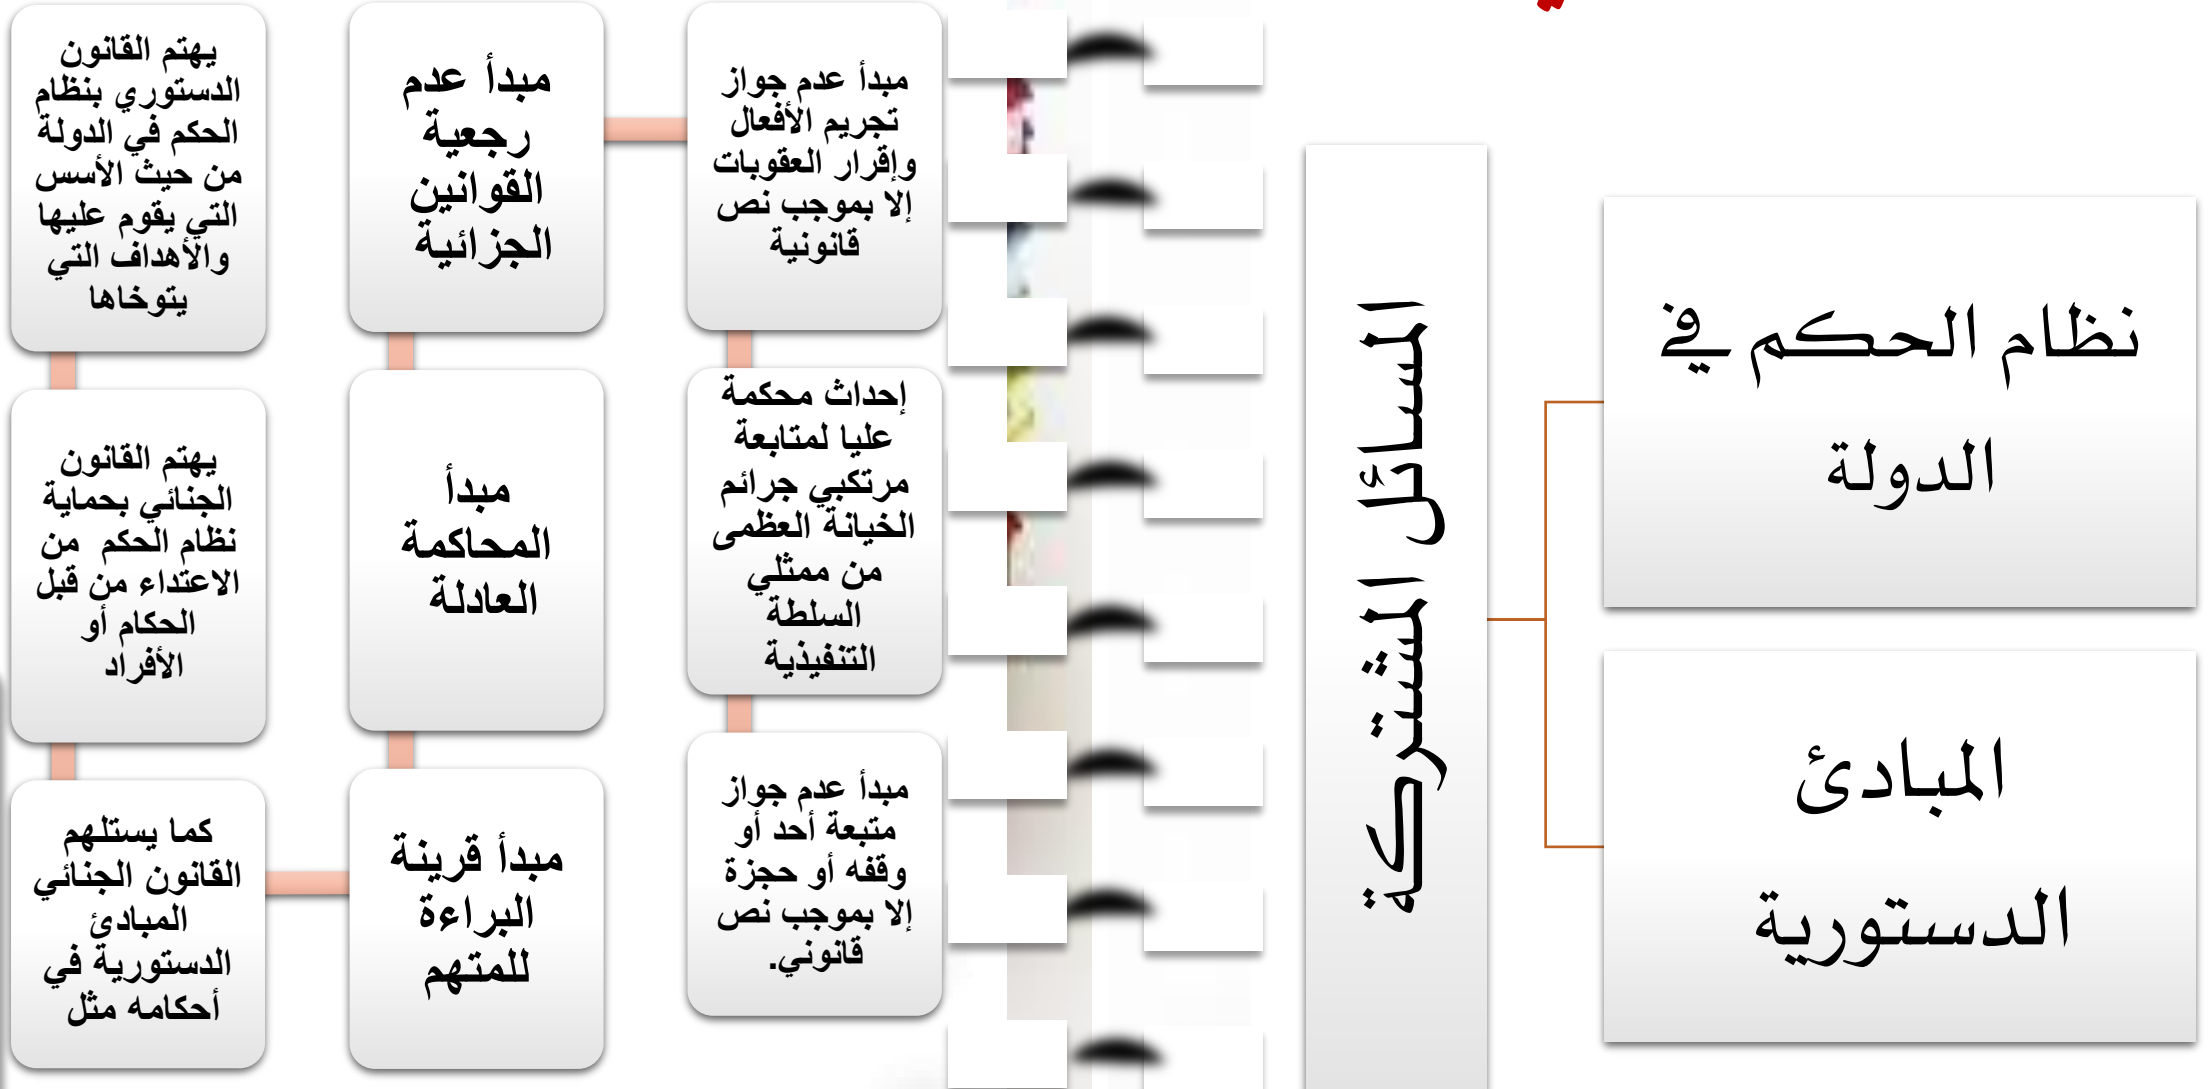 المسائل المشتركة
نظام الحكم في
الدولة
المبادئ
الدستورية
يهتم القانون
الدستوري بنظام
الحكم في الدولة
من حيث الأسس
التي يقوم عليها
والأهداف التي
يتوخاها
يهتم القانون
الجنائي بحماية
نظام الحكم من
الاعتداء من قبل
الحكام أو
الأفراد
كما يستلهم
القانون الجنائي
المبادئ
الدستورية في
أحكامه مثل
مبدأ قرينة
البراءة
للمتهم
مبدأ
المحاكمة
العادلة
مبدأ عدم
رجعية
القوانين
الجزائية
مبدأ عدم جواز
تجريم الأفعال
وإقرار العقوبات
إلا بموجب نص
قانونية
إحداث محكمة
عليا لمتابعة
مرتكبي جرائم
الخيانة العظمى
من ممثلي
السلطة
التنفيذية
مبدأ عدم جواز
متبعة أحد أو
وقفه أو حجزة
إلا بموجب نص
قانوني.